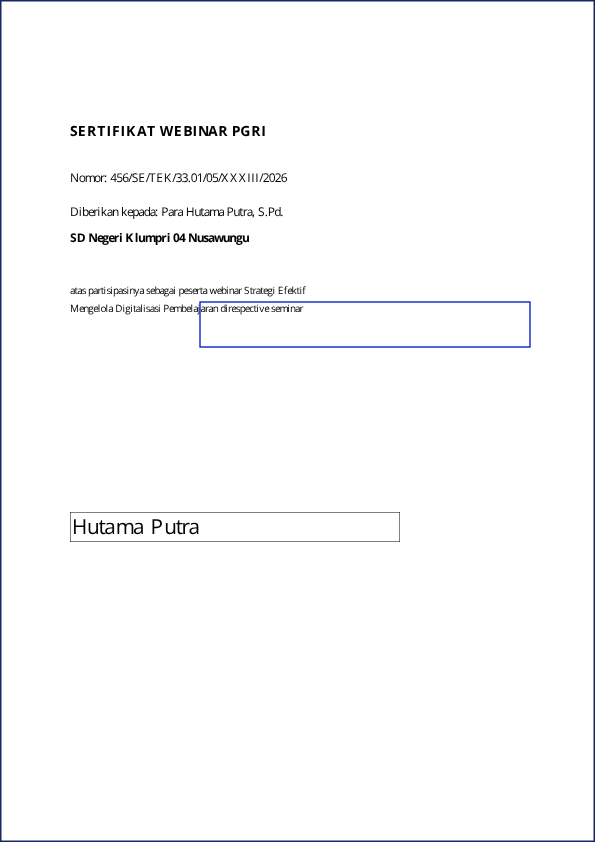 SERTIFIKAT WEBINAR PGRI
Nomor: 456/SE/TEK/33.01/05/XXXIII/2026
Diberikan kepada: Para Hutama Putra, S.Pd.
SD Negeri Klumpri 04 Nusawungu
atas partisipasinya sebagai peserta webinar Strategi Efektif
Mengelola Digitalisasi Pembelajaran direspective seminar
Hutama Putra